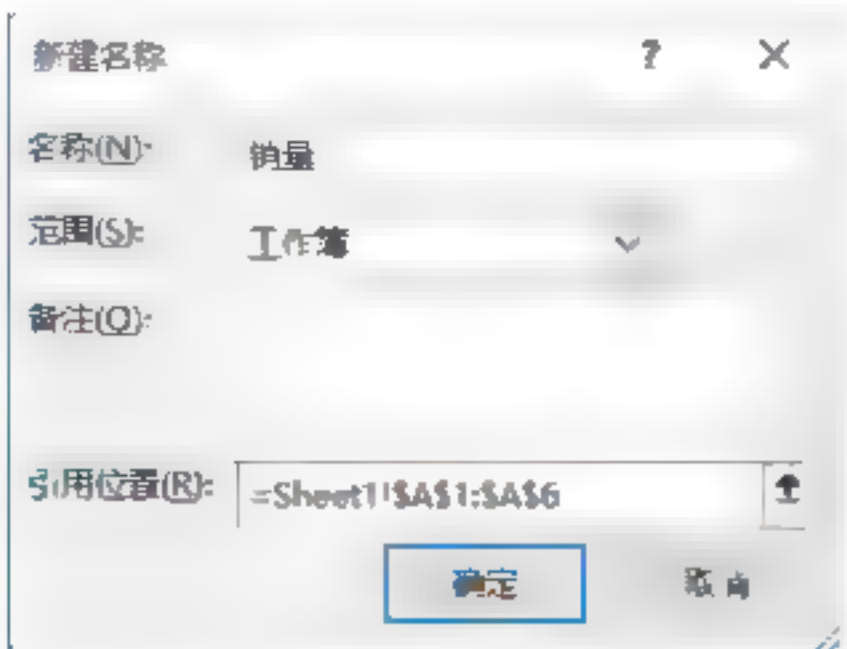 新建名称 ?
名称(N): 销量
范围(S): 工作簿
备注(O):
引用位置(R): =Sheet1!$A$1:$A$6
确定 取消